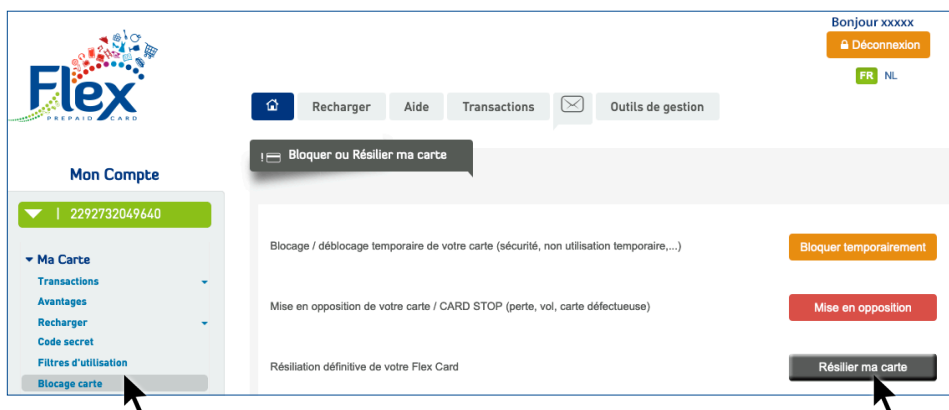 Bonjour xxxxx
Déconnexion
FR NL
Flex
PREPAID CARD
Recharger Aide Transactions Outils de gestion
! Bloquer ou Résilier ma carte
Mon Compte
| 2292732049640
Ma Carte
Transactions
Avantages
Recharger
Code secret
Filtres d'utilisation
Blocage carte
Blocage / déblocage temporaire de votre carte (sécurité, non utilisation temporaire,...)
Bloquer temporairement
Mise en opposition de votre carte / CARD STOP (perte, vol, carte défectueuse)
Mise en opposition
Résiliation définitive de votre Flex Card
Résilier ma carte